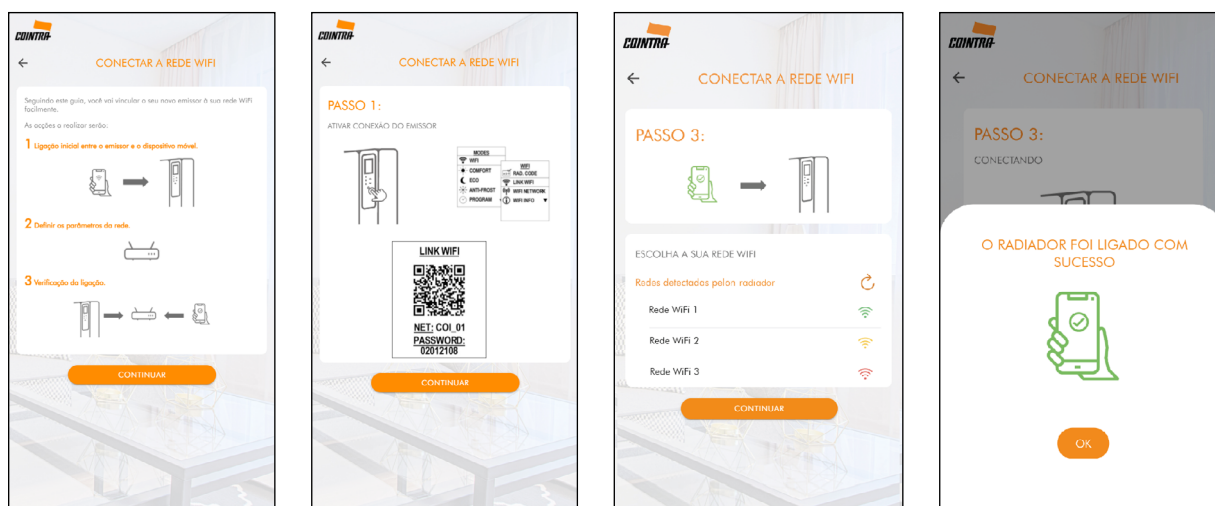 COINTRA
CONECTAR A REDE WIFI
Seguindo este guia, você vai vincular o seu novo emissor à sua rede WiFi
facilmente.
As acções a realizar serão:
1 Ligação inicial entre o emissor e o dispositivo móvel.
2 Definir os parâmetros da rede.
3 Verificação da ligação.
CONTINUAR
COINTRA
CONECTAR A REDE WIFI
PASSO 1:
ATIVAR CONEXÃO DO EMISSOR
MODES
WIFI
COMFORT
ECO
ANTI-FROST
PROGRAM
WIFI
RAD. CODE
LINK WIFI
WIFI NETWORK
WIFI INFO
LINK WIFI
NET: COI_01
PASSWORD:
02012108
CONTINUAR
COINTRA
CONECTAR A REDE WIFI
PASSO 3:
ESCOLHA A SUA REDE WIFI
Rades detectadas pelon radiador
Rede WiFi 1
Rede WiFi 2
Rede WiFi 3
CONTINUAR
COINTRA
CONECTAR A REDE WIFI
PASSO 3:
CONECTANDO
O RADIADOR FOI LIGADO COM
SUCESSO
OK